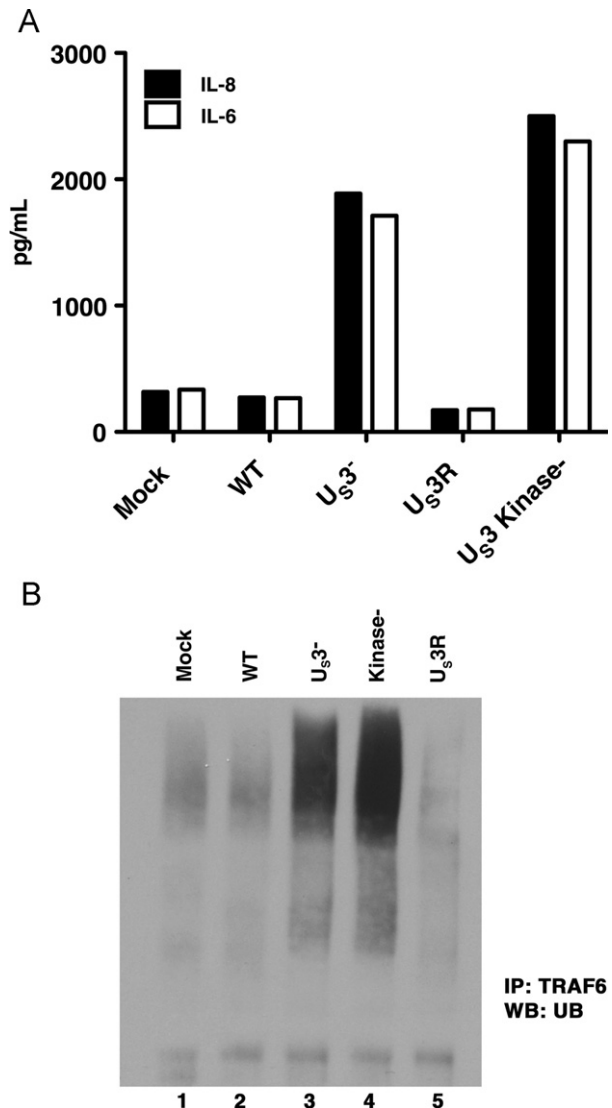 A
3000
2000
1000
0
pg/mL
IL-8
IL-6
Mock
WT
US3-
US3R
US3 Kinase-
B
Mock
WT
US3-
Kinase-
US3R
IP: TRAF6
WB: UB
1 2 3 4 5